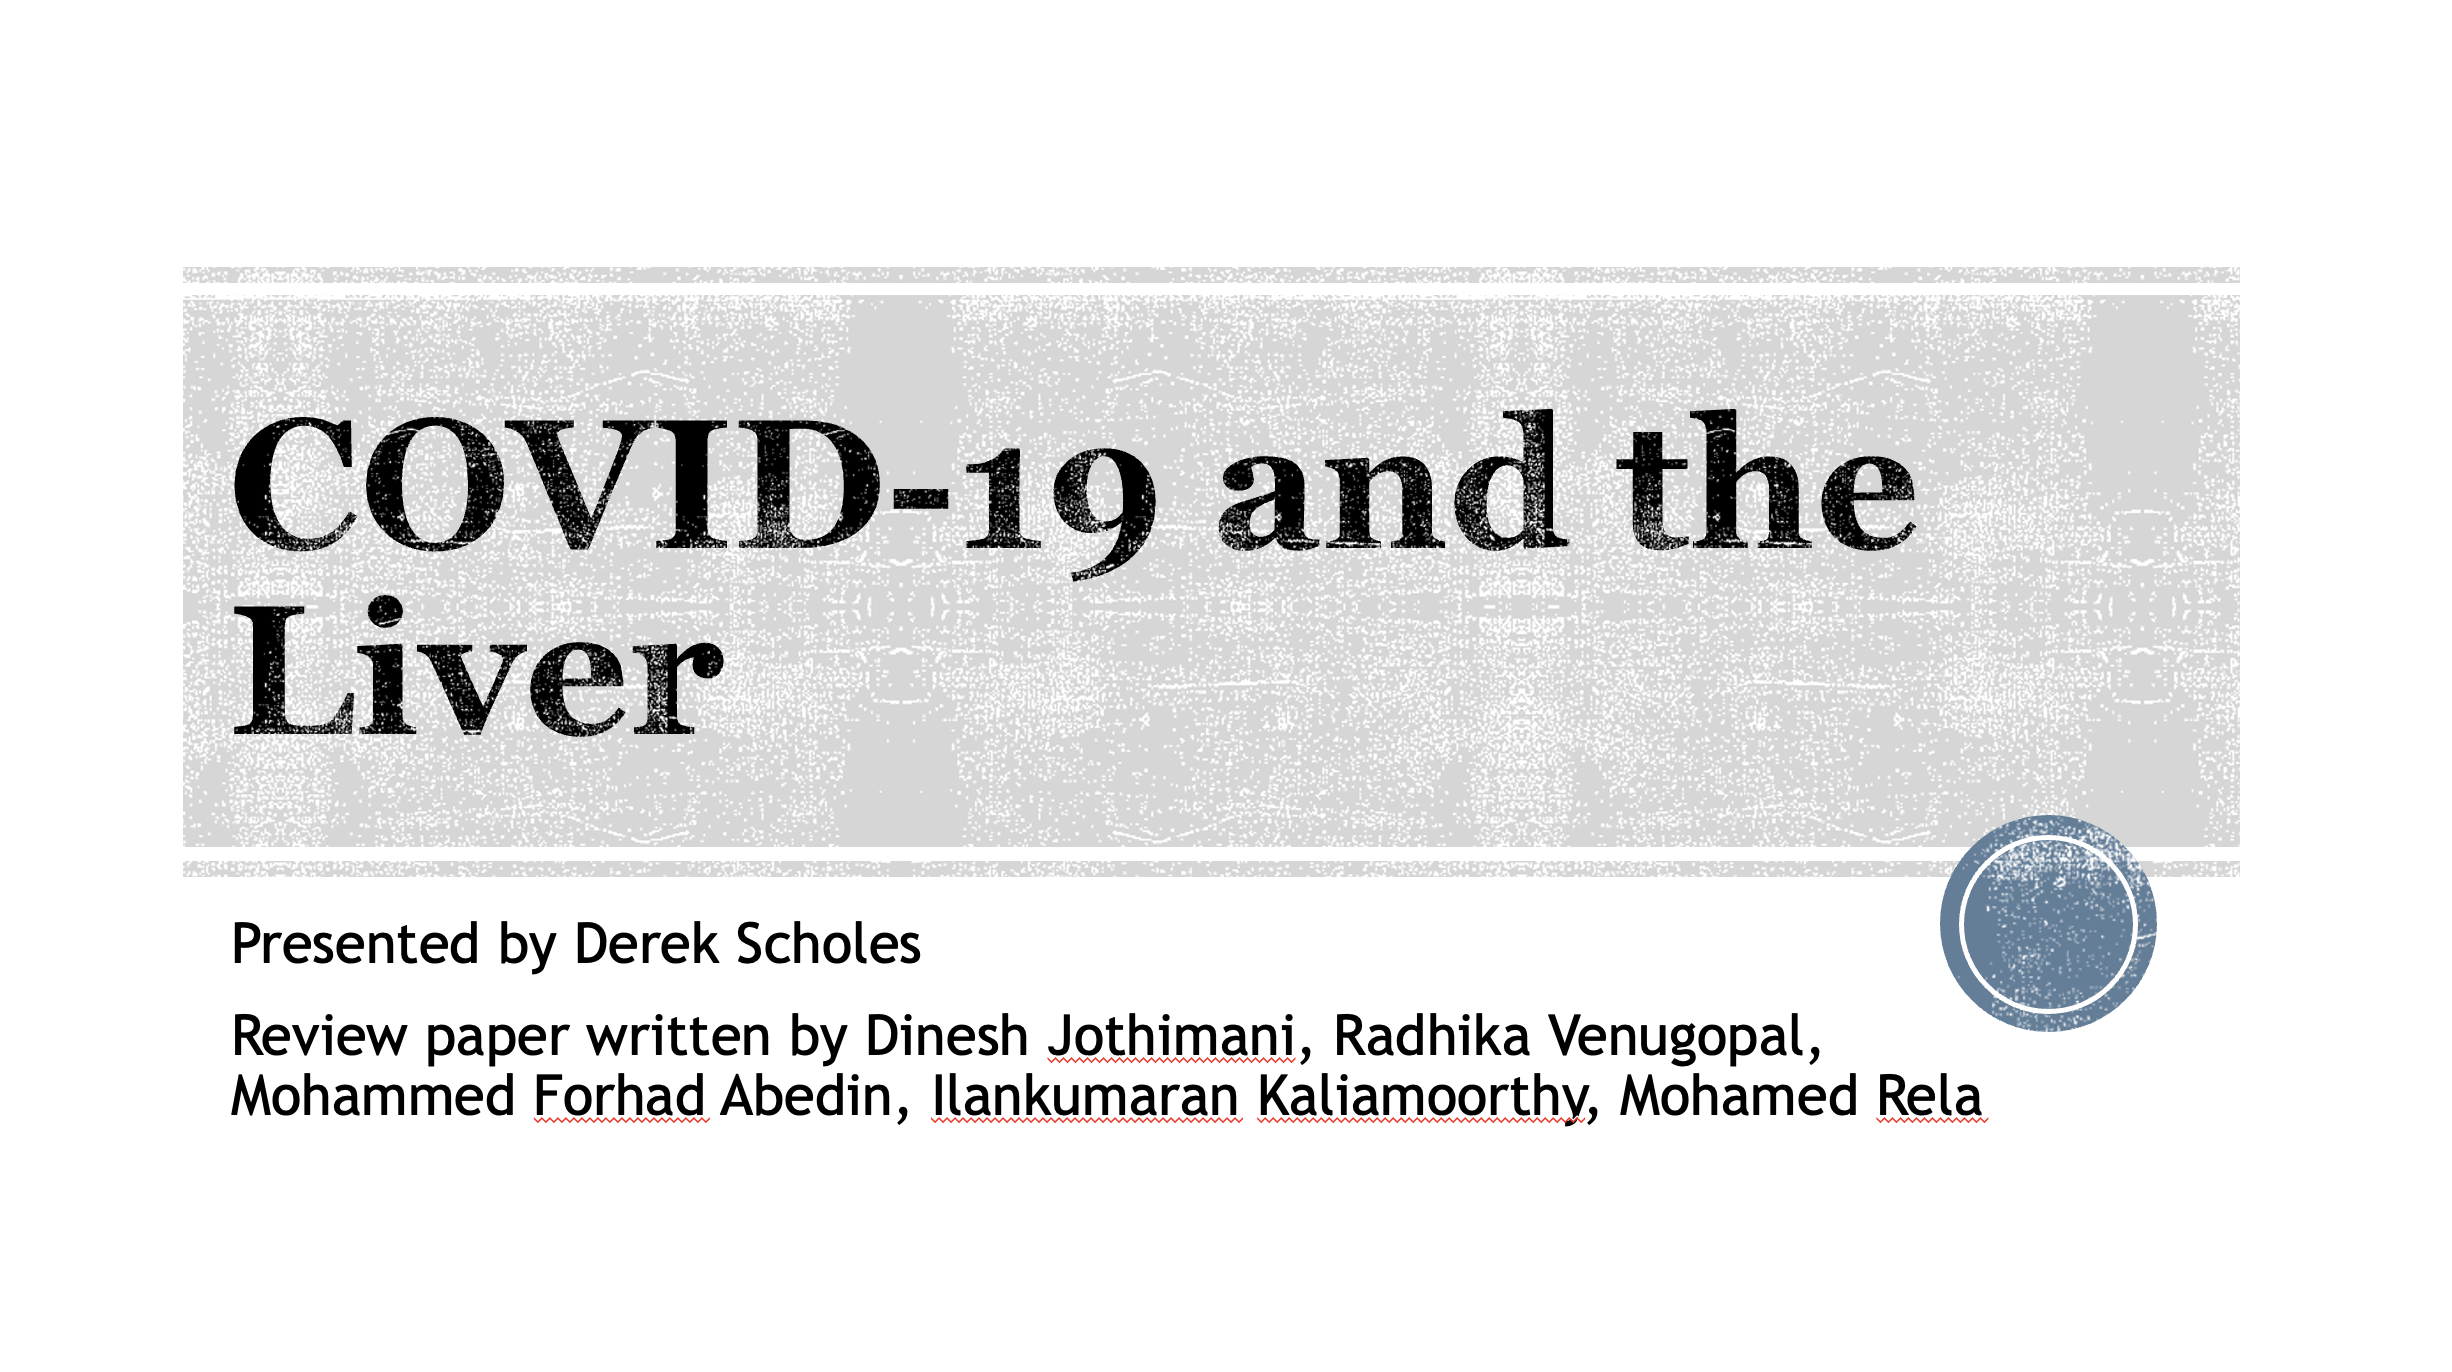 COVID-19 and the
Liver
Presented by Derek Scholes
Review paper written by Dinesh Jothimani, Radhika Venugopal,
Mohammed Forhad Abedin, Ilankumaran Kaliamoorthy, Mohamed Rela